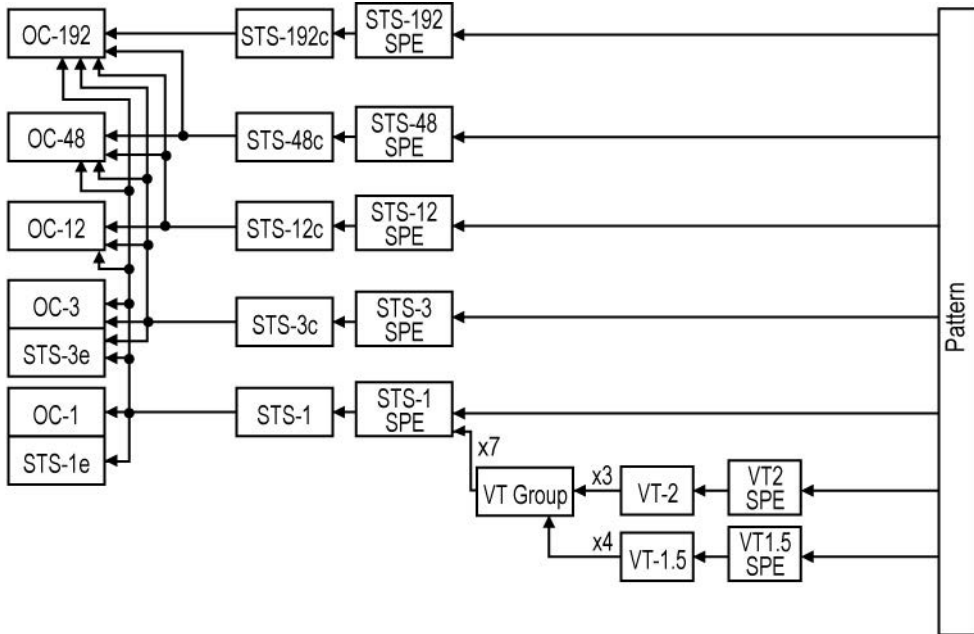 OC-192
STS-192c
STS-192
SPE
OC-48
STS-48c
STS-48
SPE
OC-12
STS-12c
STS-12
SPE
OC-3
STS-3c
STS-3
SPE
Pattern
STS-3e
OC-1
STS-1
STS-1
SPE
STS-1e
x7
VT Group
x3
VT-2
VT2
SPE
x4
VT-1.5
VT1.5
SPE